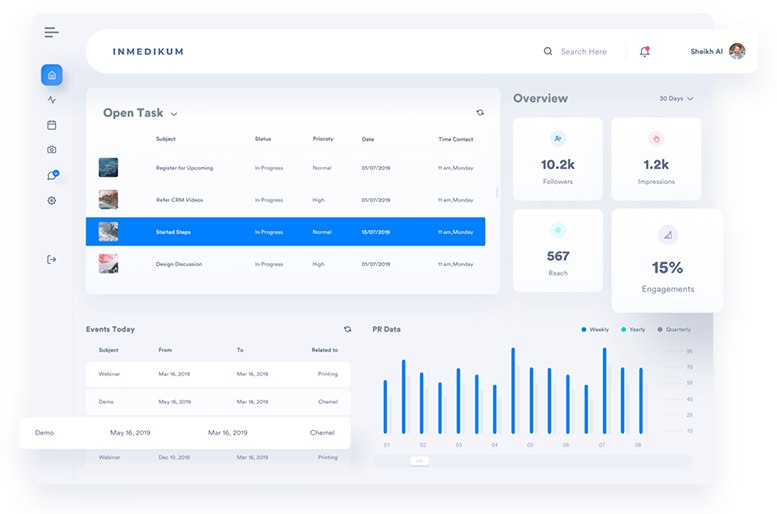 INMEDIKUM
Search Here
Sheikh Al
Open Task
Subject Status Prioroty Date Time Contact
Register for Upcoming In Progress Normal 01/07/2019 11 am,Monday
Refer CRM Videos In Progress High 01/07/2019 11 am,Monday
Started Steps In Progress Normal 15/07/2019 11 am,Monday
Design Discussion In Progress High 01/07/2019 11 am,Monday
Overview 30 Days
10.2k
Followers
1.2k
Impressions
567
Reach
15%
Engagements
Events Today
Subject From To Related to
Webinar Mar 16, 2019 Mar 16, 2019 Printing
Demo May 16, 2019 Mar 16, 2019 Chemel
Demo May 16, 2019 Mar 16, 2019 Chemel
Webinar Dec 10, 2019 Mar 16, 2019 Printing
PR Data
Weekly Yearly Quarterly
95
75
55
45
25
15
01 02 03 04 05 06 07 08